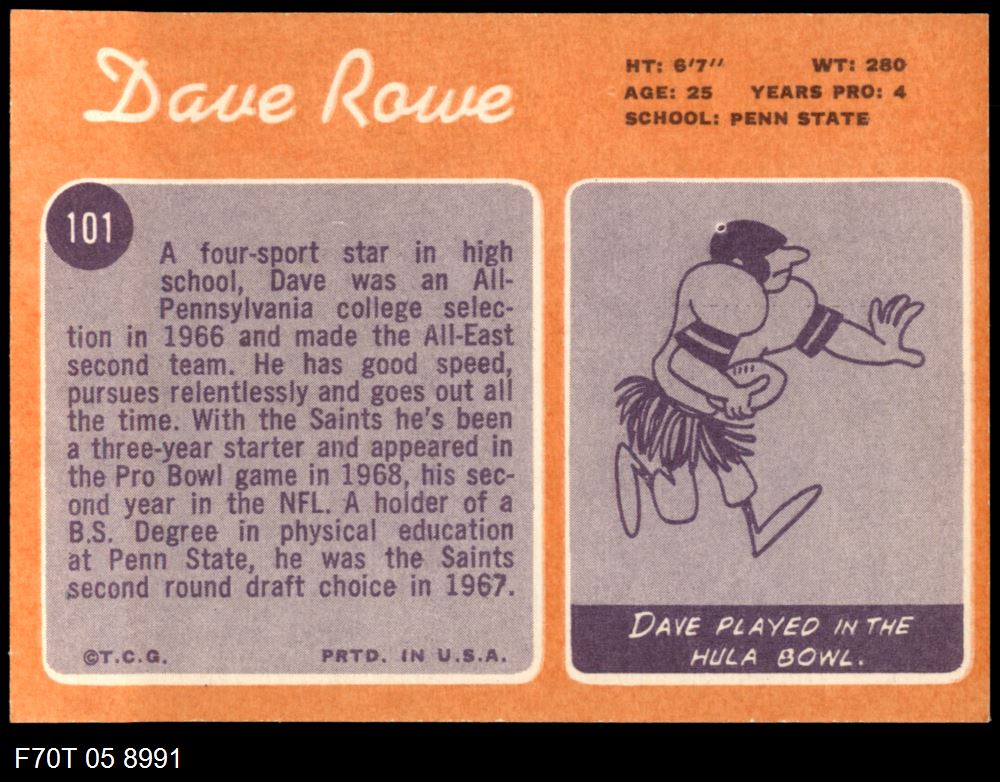 Dave Rowe
HT: 6'7" WT: 280
AGE: 25 YEARS PRO: 4
SCHOOL: PENN STATE
101
A four-sport star in high
school, Dave was an All-
Pennsylvania college selec-
tion in 1966 and made the All-East
second team. He has good speed,
pursues relentlessly and goes out all
the time. With the Saints he's been
a three-year starter and appeared in
the Pro Bowl game in 1968, his sec-
ond year in the NFL. A holder of a
B.S. Degree in physical education
at Penn State, he was the Saints
second round draft choice in 1967.
©T.C.G. PRTD. IN U.S.A.
DAVE PLAYED IN THE
HULA BOWL.
F70T 05 8991